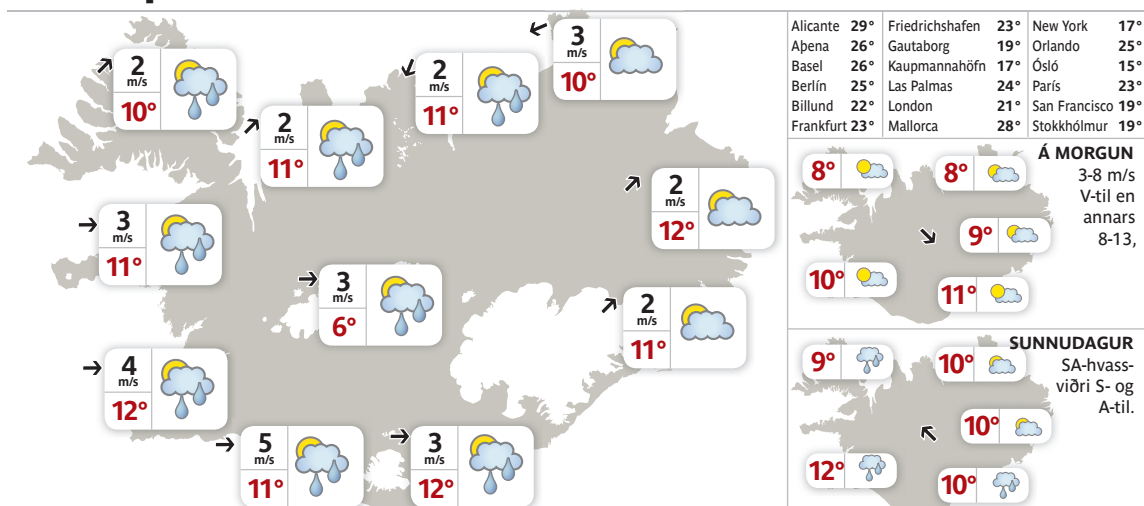 3
m/s
10°
2
m/s
10°
2
m/s
11°
2
m/s
11°
2
m/s
12°
3
m/s
11°
3
m/s
6°
2
m/s
11°
4
m/s
12°
5
m/s
11°
3
m/s
12°
Alicante 29°
Aþena 26°
Basel 26°
Berlín 25°
Billund 22°
Frankfurt 23°
Friedrichshafen 23°
Gautaborg 19°
Kaupmannahöfn 17°
Las Palmas 24°
London 21°
Mallorca 28°
New York 17°
Orlando 25°
Ósló 15°
París 23°
San Francisco 19°
Stokkhólmur 19°
Á MORGUN
3-8 m/s
V-til en
annars
8-13,
8°
8°
9°
10°
11°
SUNNUDAGUR
SA-hvass-
viðri S- og
A-til.
9°
10°
10°
12°
10°